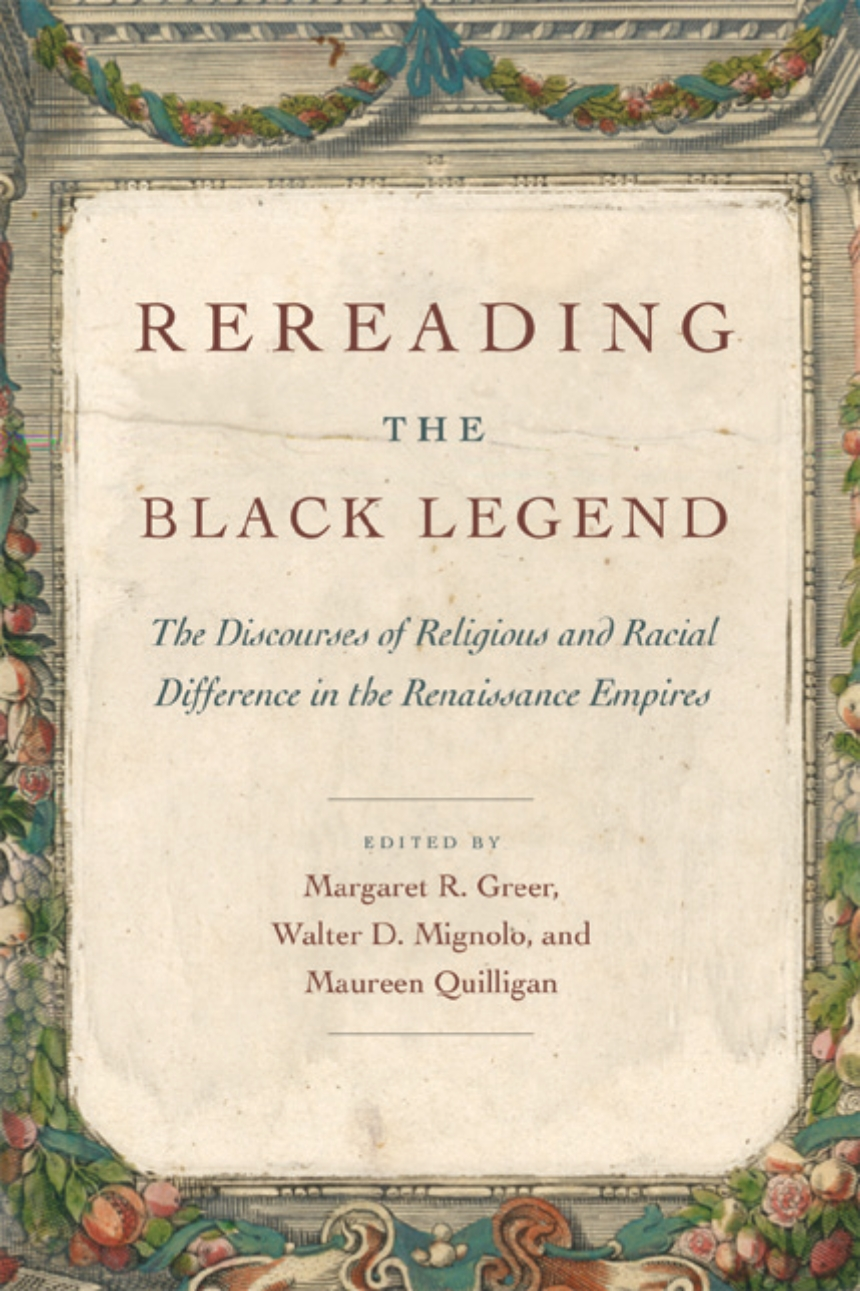 REREADING
THE
BLACK LEGEND
The Discourses of Religious and Racial
Difference in the Renaissance Empires
EDITED BY
Margaret R. Greer,
Walter D. Mignolo, and
Maureen Quilligan